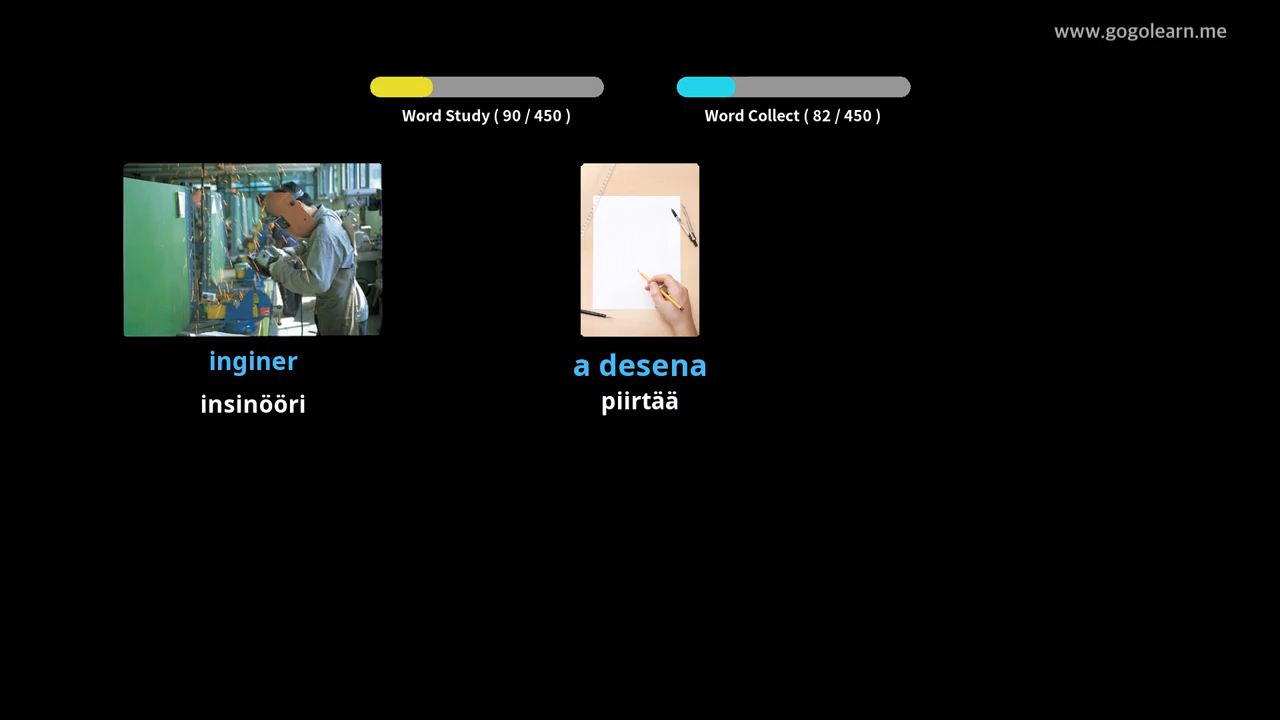 www.gogolearn.me
Word Study ( 90 / 450 )
Word Collect ( 82 / 450 )
inginer
insinööri
a desena
piirtää